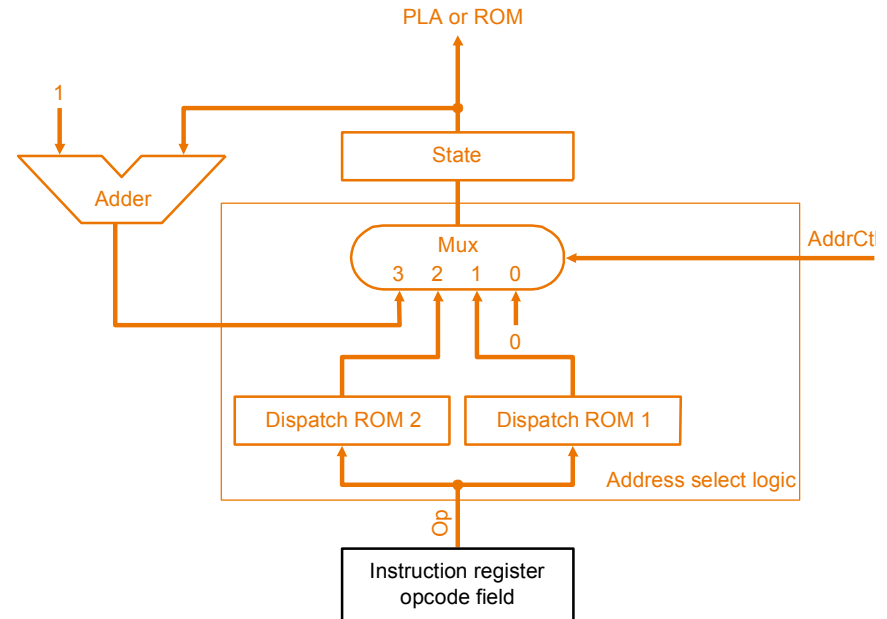 PLA or ROM
1
State
Adder
Mux
AddrCtl
3 2 1 0
0
Dispatch ROM 2
Dispatch ROM 1
Address select logic
Op
Instruction register
opcode field